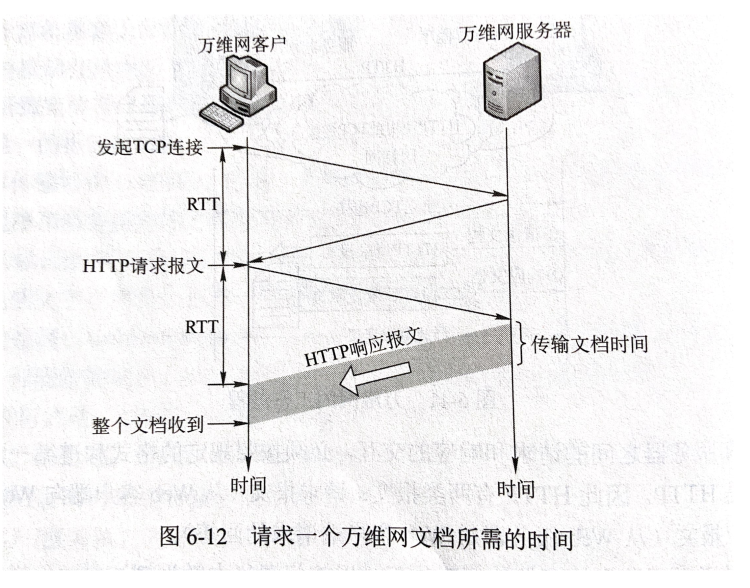 万维网客户
万维网服务器
发起TCP连接
RTT
HTTP请求报文
RTT
HTTP响应报文
传输文档时间
整个文档收到
时间
时间
图 6-12 请求一个万维网文档所需的时间